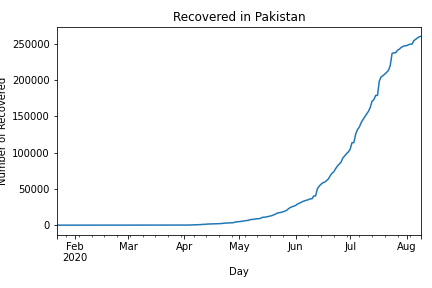 Recovered in Pakistan
250000
200000
150000
100000
50000
0
Number of Recovered
Feb Mar Apr May Jun Jul Aug
2020
Day